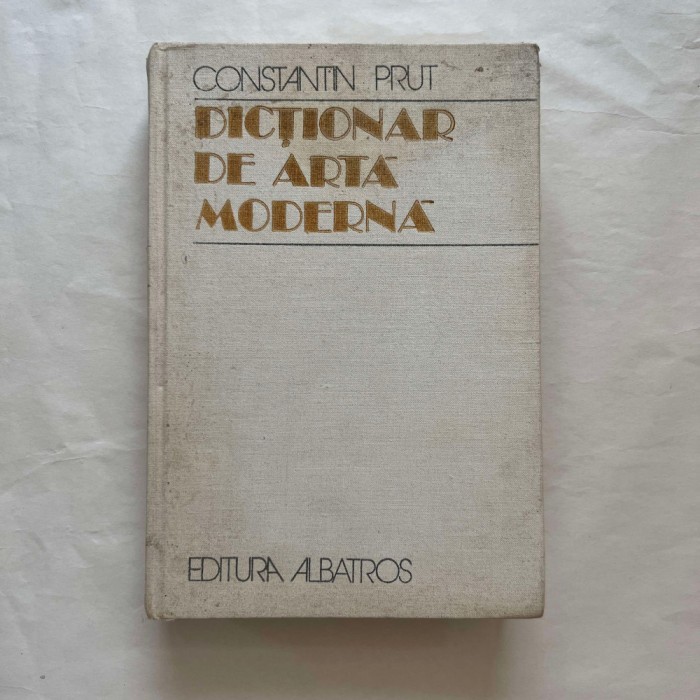 CONSTANTIN PRUT
DICȚIONAR
DE ARTĂ
MODERNĂ
EDITURA ALBATROS